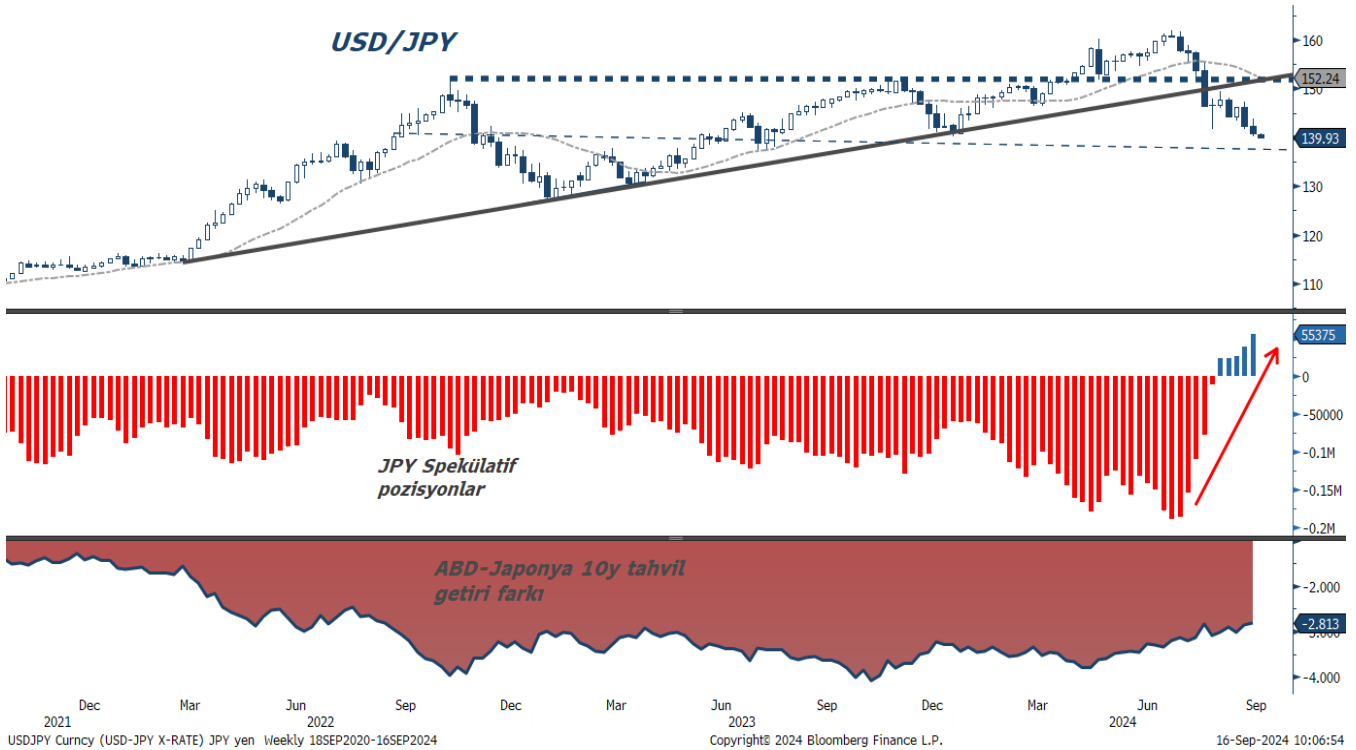 USD/JPY
160
152.24
150
139.93
130
120
110
55375
0
-50000
-0.1M
-0.15M
-0.2M
JPY Spekülatif
pozisyonlar
ABD-Japonya 10y tahvil
getiri farkı
-2.000
-2.813
-3.000
-4.000
Dec Mar Jun Sep Dec Mar Jun Sep Dec Mar Jun Sep
2021 2022 2023 2024
USDJPY Curncy (USD-JPY X-RATE) JPY yen Weekly 18SEP2020-16SEP2024 Copyright© 2024 Bloomberg Finance L.P. 16-Sep-2024 10:06:54